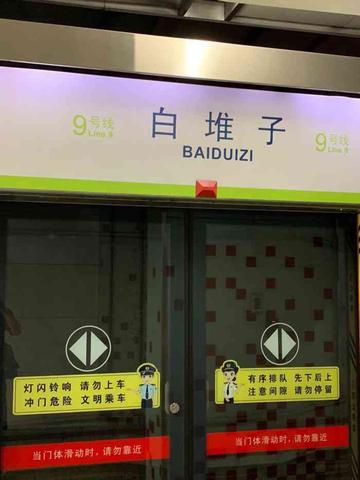 9号线
Line 9
白堆子
BAIDUIZI
9号线
Line 9
灯闪铃响 请勿上车
冲门危险 文明乘车
有序排队 先下后上
注意间隙 请勿停留
当门体滑动时，请勿靠近
当门体滑动时，请勿靠近